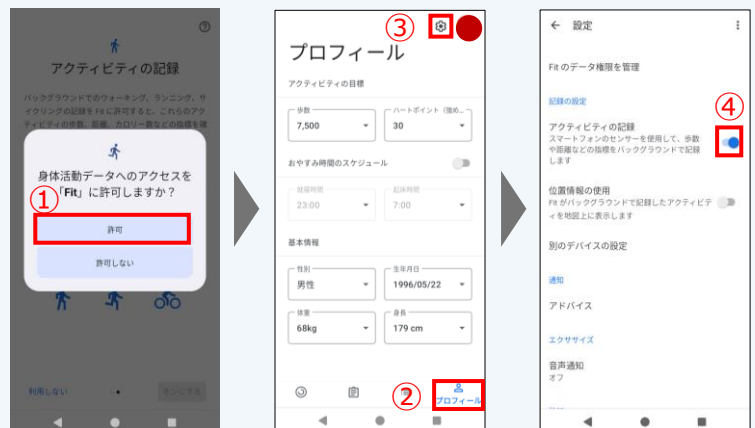 アクティビティの記録
バックグラウンドでのウォーキング、ランニング、サ
イクリングの記録を Fit に許可すると、これらのアク
ティビティの歩数、距離、カロリー数などの指標を確
身体活動データへのアクセスを
「Fit」に許可しますか？
①
許可
許可しない
利用しない
オンにする
③
プロフィール
アクティビティの目標
歩数
ハートポイント（強め...
7,500
30
おやすみ時間のスケジュール
就寝時間
起床時間
23:00
7:00
基本情報
性別
生年月日
男性
1996/05/22
体重
身長
68kg
179 cm
②
プロフィール
設定
Fit のデータ権限を管理
記録の設定
④
アクティビティの記録
スマートフォンのセンサーを使用して、歩数
や距離などの指標をバックグラウンドで記録
します
位置情報の使用
Fit がバックグラウンドで記録したアクティビテ
ィを地図上に表示します
別のデバイスの設定
通知
アドバイス
エクササイズ
音声通知
オフ